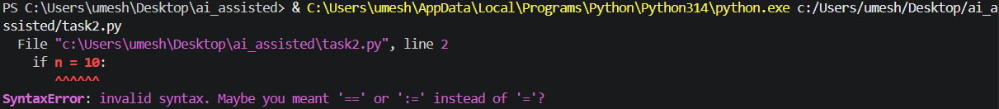 PS C:\Users\umesh\Desktop\ai_assisted> & C:\Users\umesh\AppData\Local\Programs\Python\Python314\python.exe c:/Users/umesh/Desktop/ai_a
ssisted/task2.py
  File "c:\Users\umesh\Desktop\ai_assisted\task2.py", line 2
    if n = 10:
       ^^^^^^
SyntaxError: invalid syntax. Maybe you meant '==' or ':=' instead of '='?